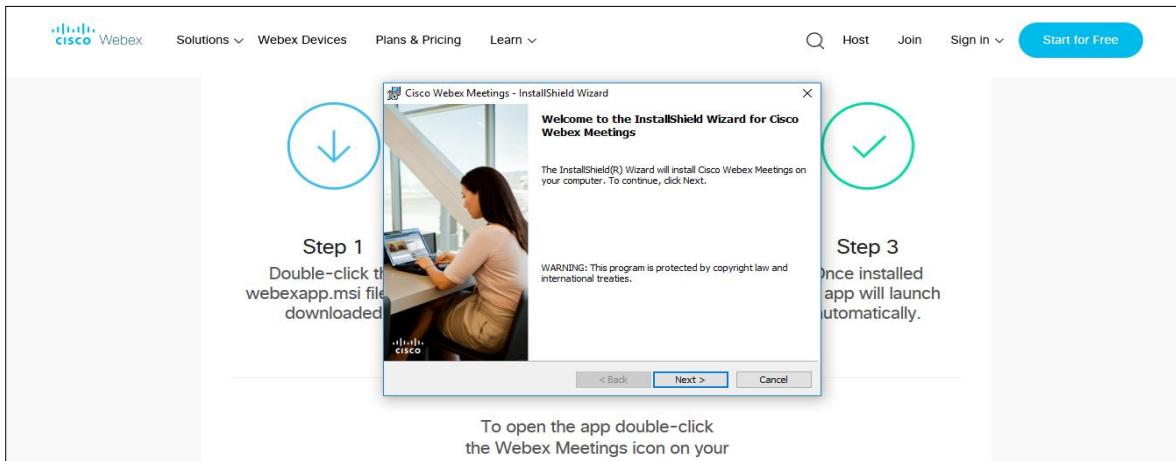 CISCO Webex Solutions Webex Devices Plans & Pricing Learn Host Join Sign in Start for Free
Cisco Webex Meetings - InstallShield Wizard
Welcome to the InstallShield Wizard for Cisco
Webex Meetings
The InstallShield(R) Wizard will install Cisco Webex Meetings on
your computer. To continue, click Next.
WARNING: This program is protected by copyright law and
international treaties.
CISCO
< Back Next > Cancel
Step 1
Double-click
webexapp.msi
downloaded
Step 3
installed
app will launch
automatically.
To open the app double-click
the Webex Meetings icon on your